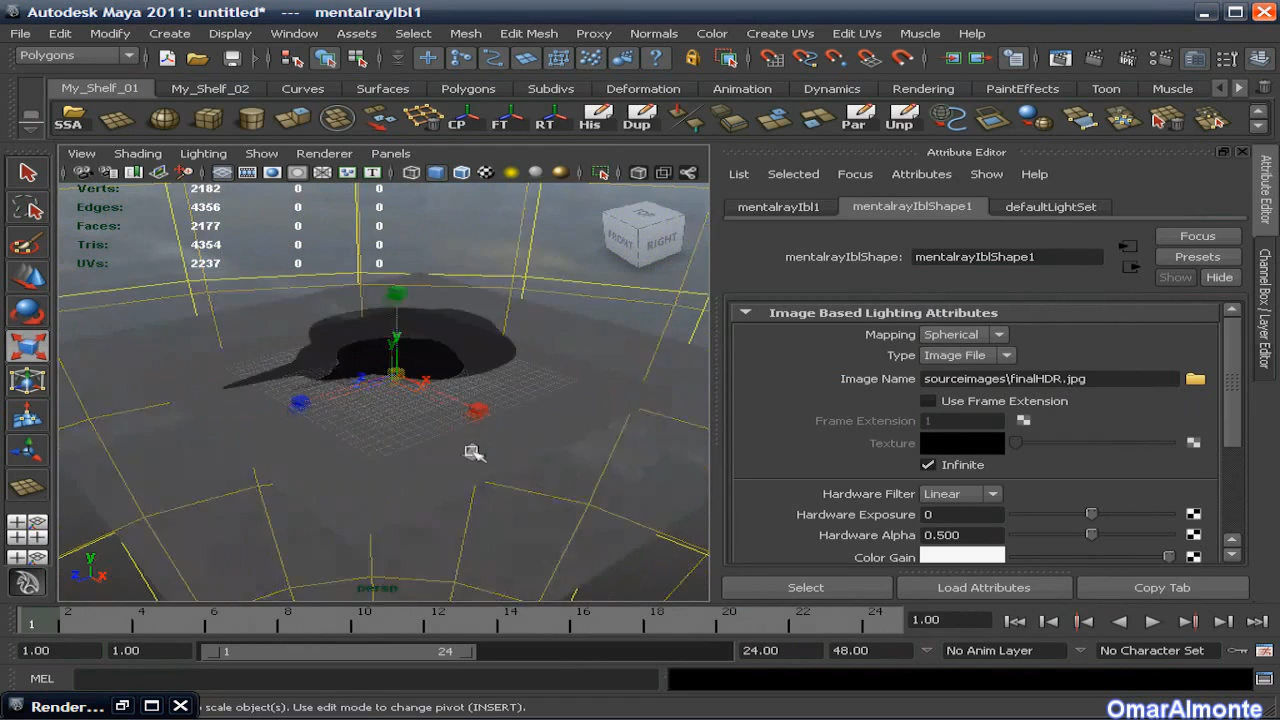 Autodesk Maya 2011: untitled* --- mentalrayIbl1
File Edit Modify Create Display Window Assets Select Mesh Edit Mesh Proxy Normals Color Create UVs Edit UVs Muscle Help
Polygons
IPR
My_Shelf_01 My_Shelf_02 Curves Surfaces Polygons Subdivs Deformation Animation Dynamics Rendering PaintEffects Toon Muscle
SSA CP FT RT His Dup Par Unp
View Shading Lighting Show Renderer Panels
Verts: 2182 0 0
Edges: 4356 0 0
Faces: 2177 0 0
Tris: 4354 0 0
UVs: 2237 0 0
TOP
FRONT RIGHT
y
z x
y
z x
persp
Attribute Editor
List Selected Focus Attributes Show Help
mentalrayIbl1 mentalrayIblShape1 defaultLightSet
mentalrayIblShape: mentalrayIblShape1
Focus
Presets
Show Hide
Image Based Lighting Attributes
Mapping Spherical
Type Image File
Image Name sourceimages\finalHDR.jpg
Use Frame Extension
Frame Extension 1
Texture
Infinite
Hardware Filter Linear
Hardware Exposure 0
Hardware Alpha 0.500
Color Gain
Select Load Attributes Copy Tab
Attribute Editor
Channel Box / Layer Editor
1 2 4 6 8 10 12 14 16 18 20 22 24
1.00
1.00 1.00 1 24 24.00 48.00 No Anim Layer No Character Set
MEL
Render...
scale object(s). Use edit mode to change pivot (INSERT).
OmarAlmonte